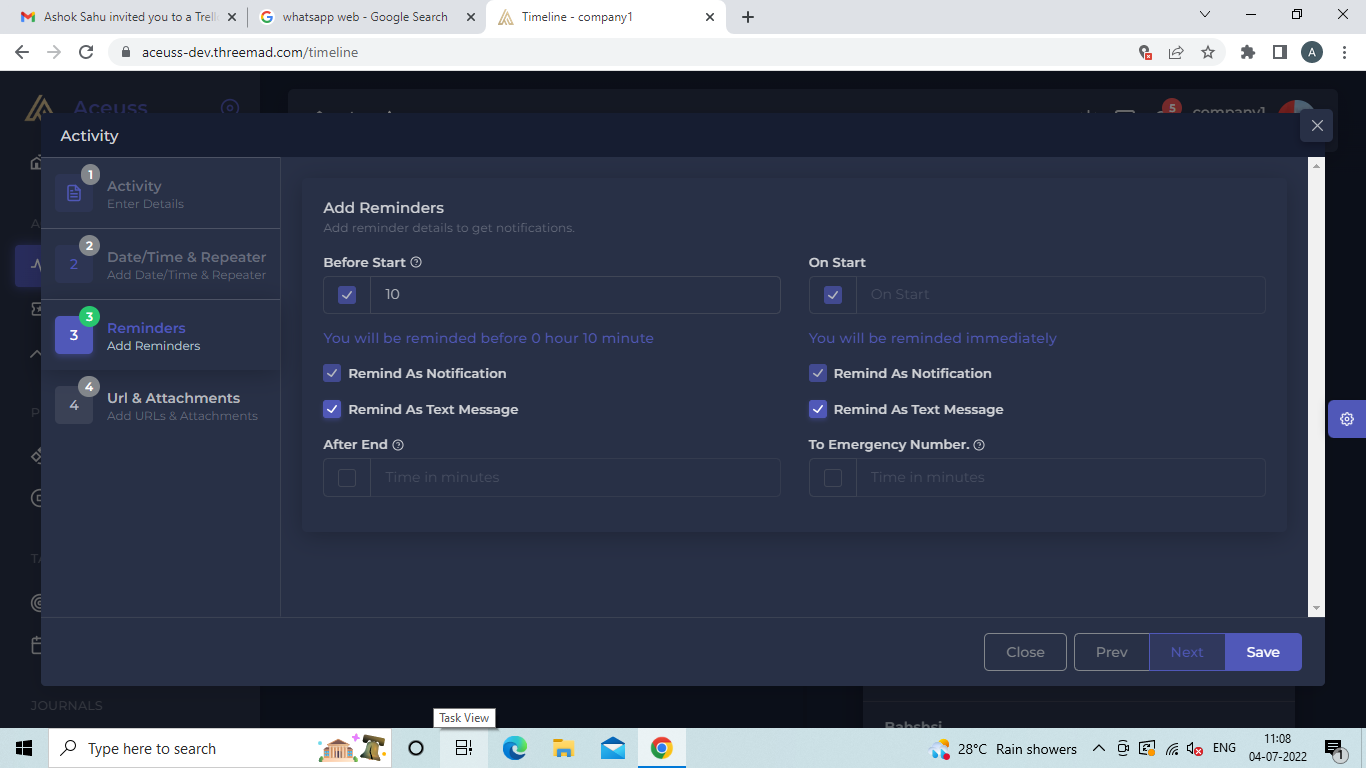 Ashok Sahu invited you to a Trell
whatsapp web - Google Search
Timeline - company1
aceuss-dev.threemad.com/timeline
A
Aceuss
5
company1
Activity
1
Activity
Enter Details
2
2
Date/Time & Repeater
Add Date/Time & Repeater
3
3
Reminders
Add Reminders
4
4
Url & Attachments
Add URLs & Attachments
Add Reminders
Add reminder details to get notifications.
Before Start
On Start
10
On Start
You will be reminded before 0 hour 10 minute
You will be reminded immediately
Remind As Notification
Remind As Notification
Remind As Text Message
Remind As Text Message
After End
To Emergency Number.
Time in minutes
Time in minutes
Close
Prev
Next
Save
JOURNALS
Babshsj
Task View
Type here to search
28°C Rain showers
ENG
11:08
04-07-2022
1